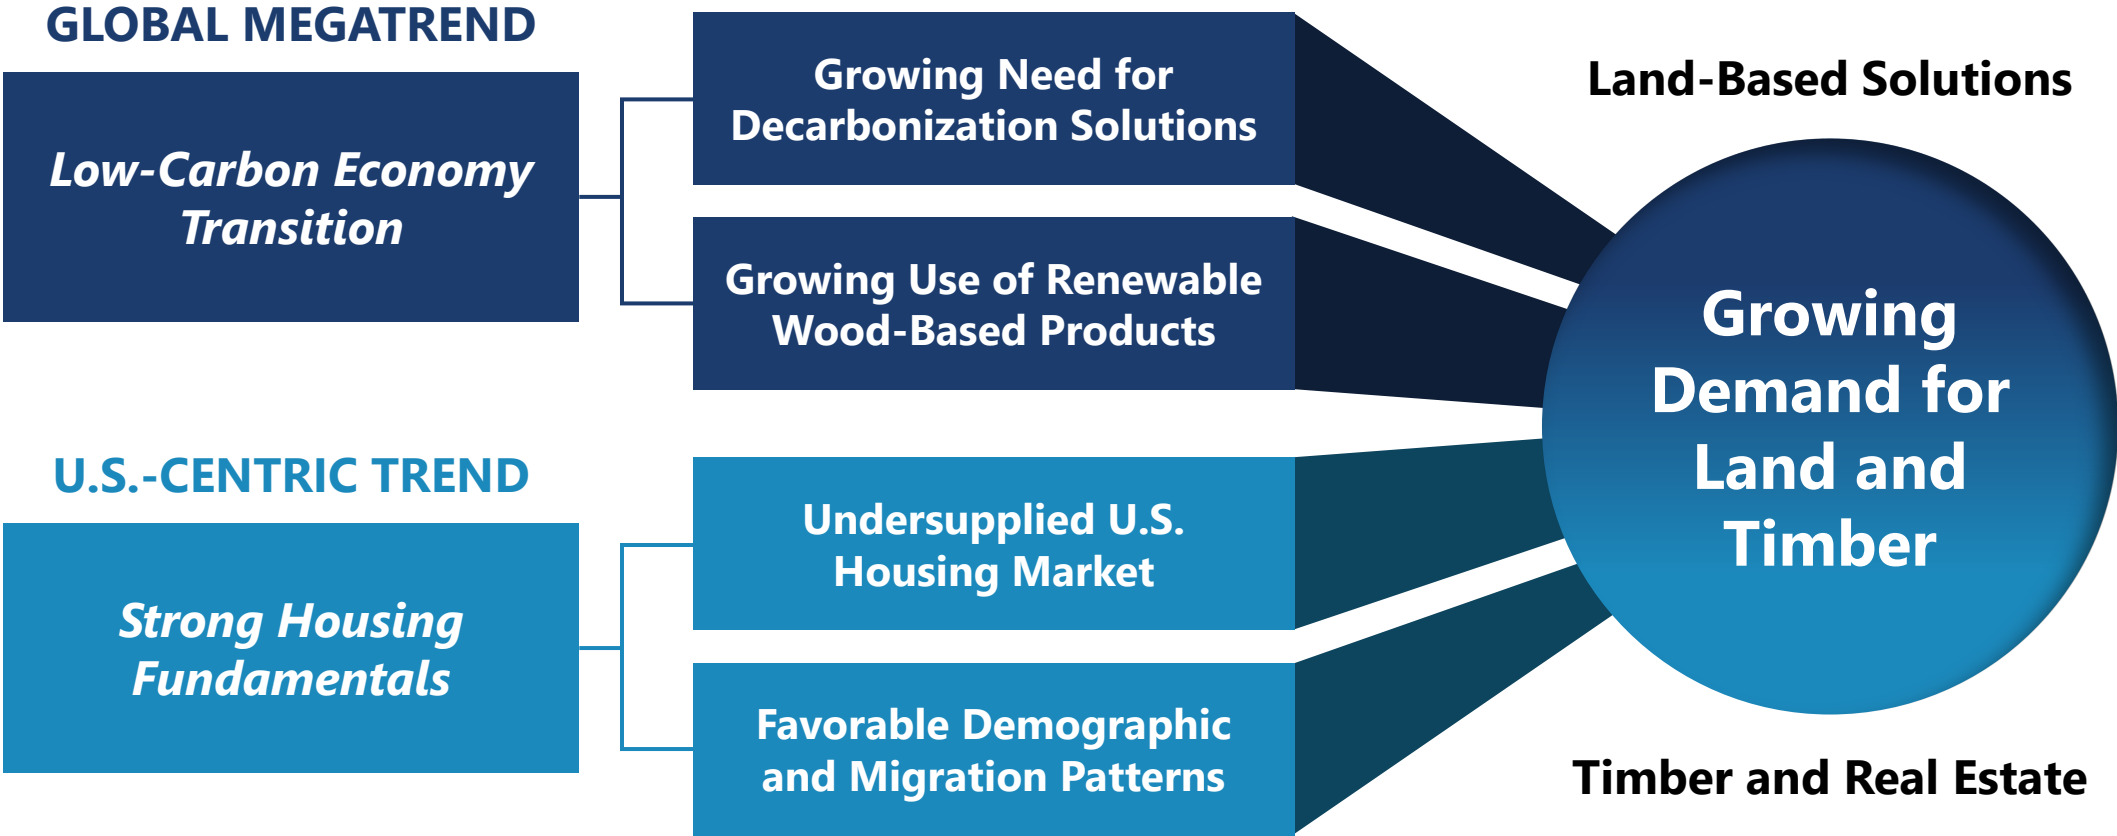 GLOBAL MEGATREND
Low-Carbon Economy
Transition
Growing Need for
Decarbonization Solutions
Growing Use of Renewable
Wood-Based Products
U.S.-CENTRIC TREND
Strong Housing
Fundamentals
Undersupplied U.S.
Housing Market
Favorable Demographic
and Migration Patterns
Land-Based Solutions
Growing
Demand for
Land and
Timber
Timber and Real Estate